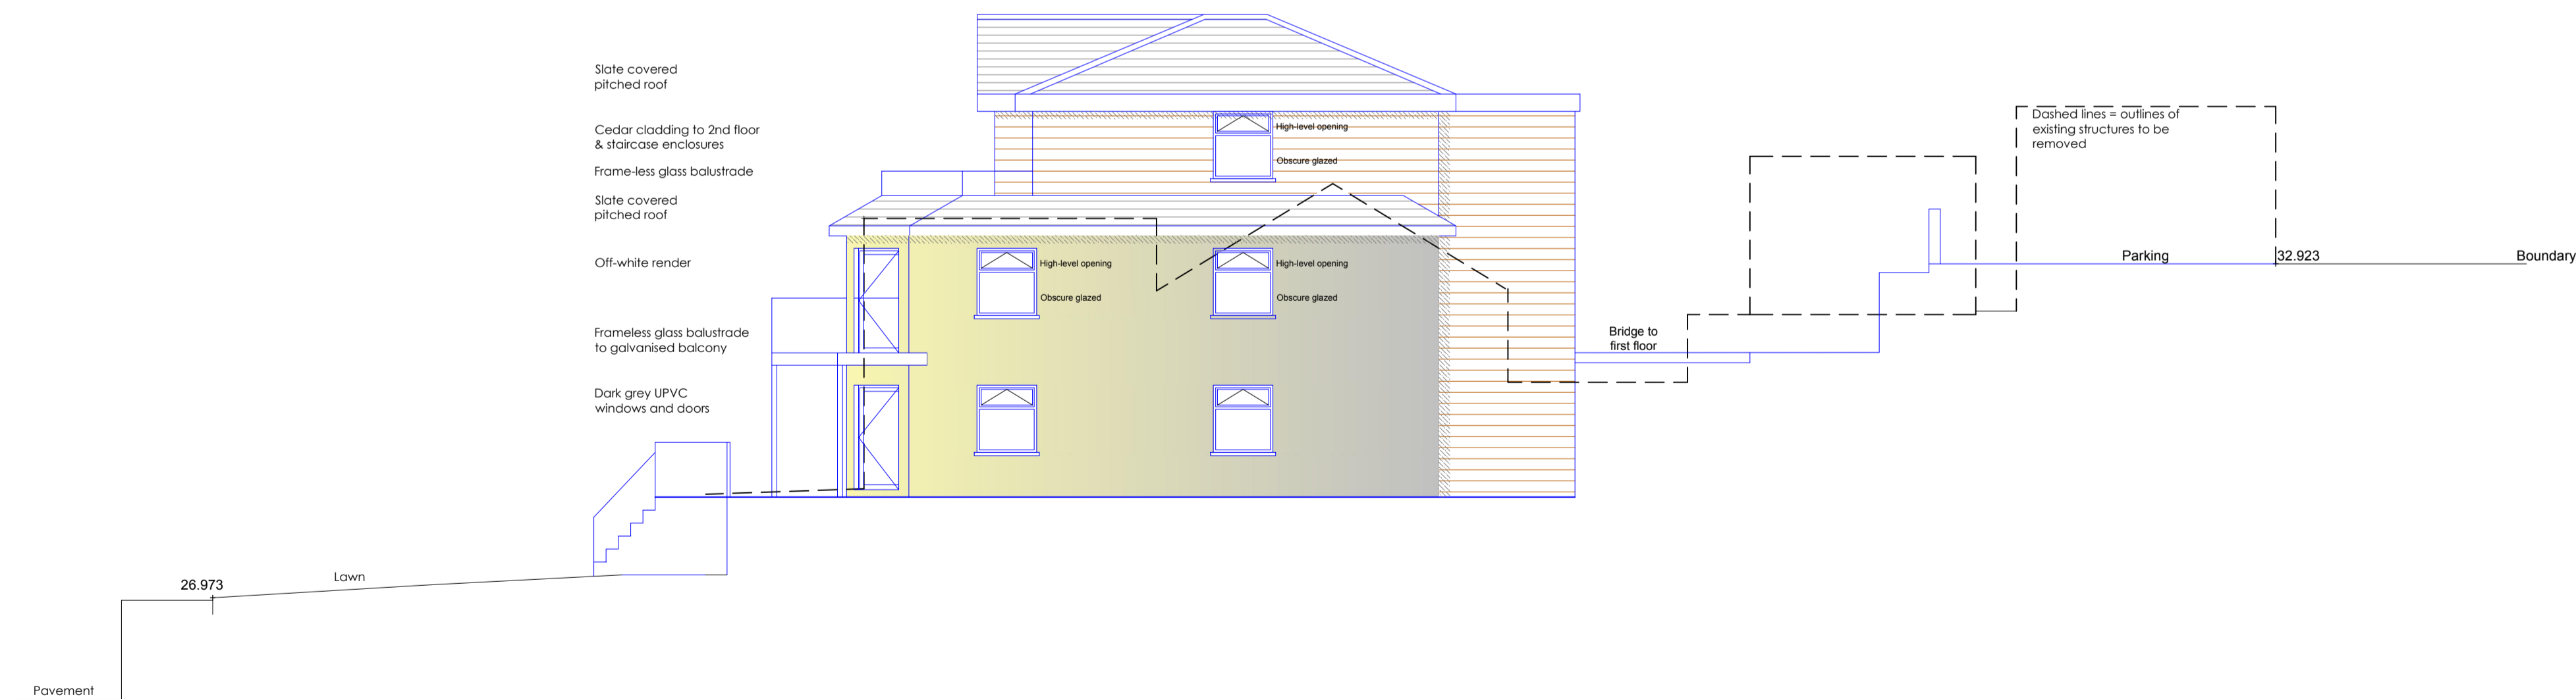 Slate covered
pitched roof
Cedar cladding to 2nd floor
& staircase enclosures
Frame-less glass balustrade
Slate covered
pitched roof
Off-white render
Frameless glass balustrade
to galvanised balcony
Dark grey UPVC
windows and doors
High-level opening
Obscure glazed
High-level opening
Obscure glazed
High-level opening
Obscure glazed
Bridge to
first floor
Dashed lines = outlines of
existing structures to be
removed
Parking
32.923
Boundary
26.973
Lawn
Pavement